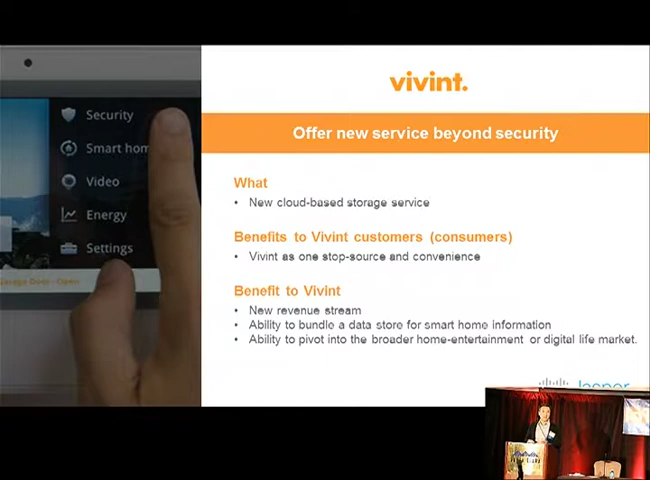 vivint.
Offer new service beyond security
What
• New cloud-based storage service
Benefits to Vivint customers (consumers)
• Vivint as one stop-source and convenience
Benefit to Vivint
• New revenue stream
• Ability to bundle a data store for smart home information
• Ability to pivot into the broader home-entertainment or digital life market.
Security
Smart hom
Video
Energy
Settings
Door - Open
Jasper